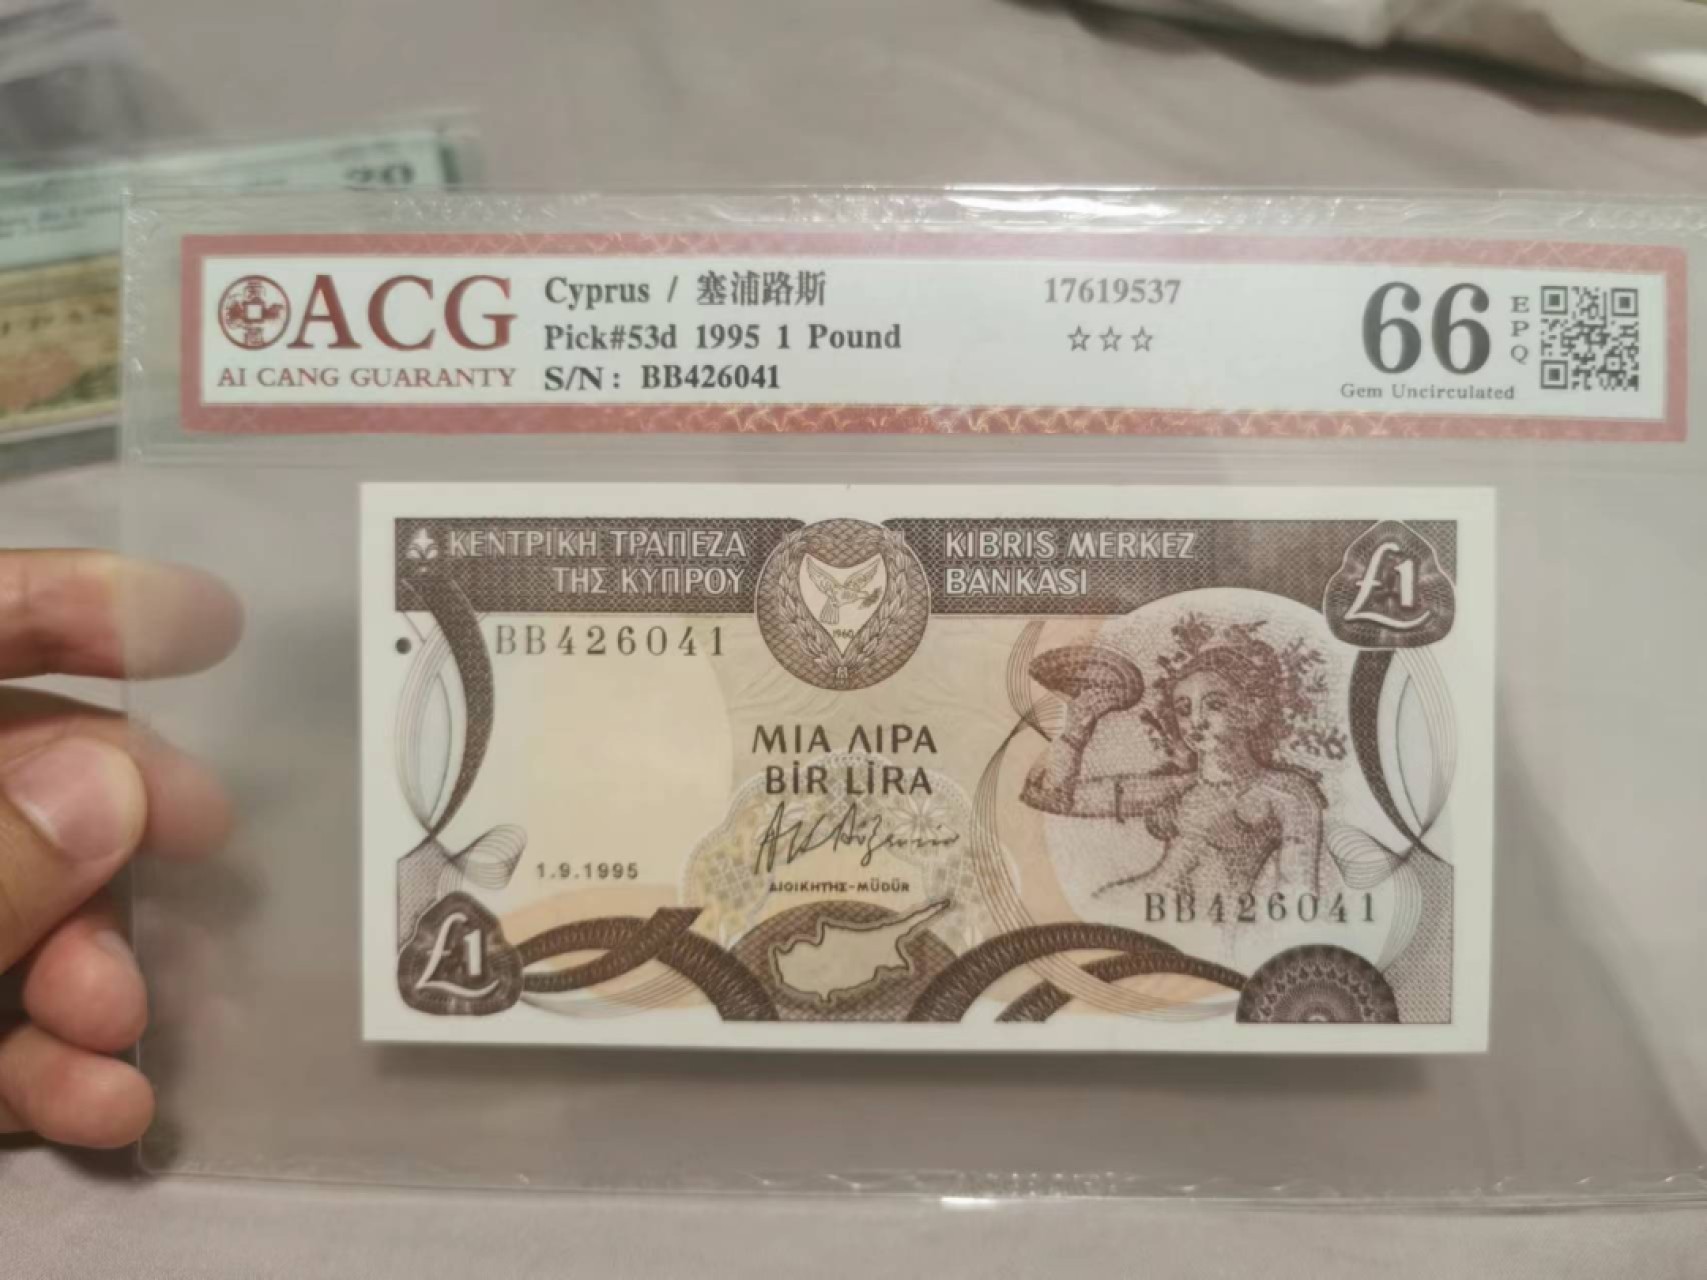 30
ACG
AI CANG GUARANTY
Cyprus / 塞浦路斯
Pick#53d 1995 1 Pound
S/N: BB426041
17619537
☆☆☆
66
EPQ
Gem Uncirculated
ΚΕΝΤΡΙΚΗ ΤΡΑΠΕΖΑ
ΤΗΣ ΚΥΠΡΟΥ
KIBRIS MERKEZ
BANKASI
£1
BB426041
1960
ΜΙΑ ΛΙΡΑ
BİR LİRA
1.9.1995
ΔΙΟΙΚΗΤΗΣ-MÜDÜR
BB426041
£1